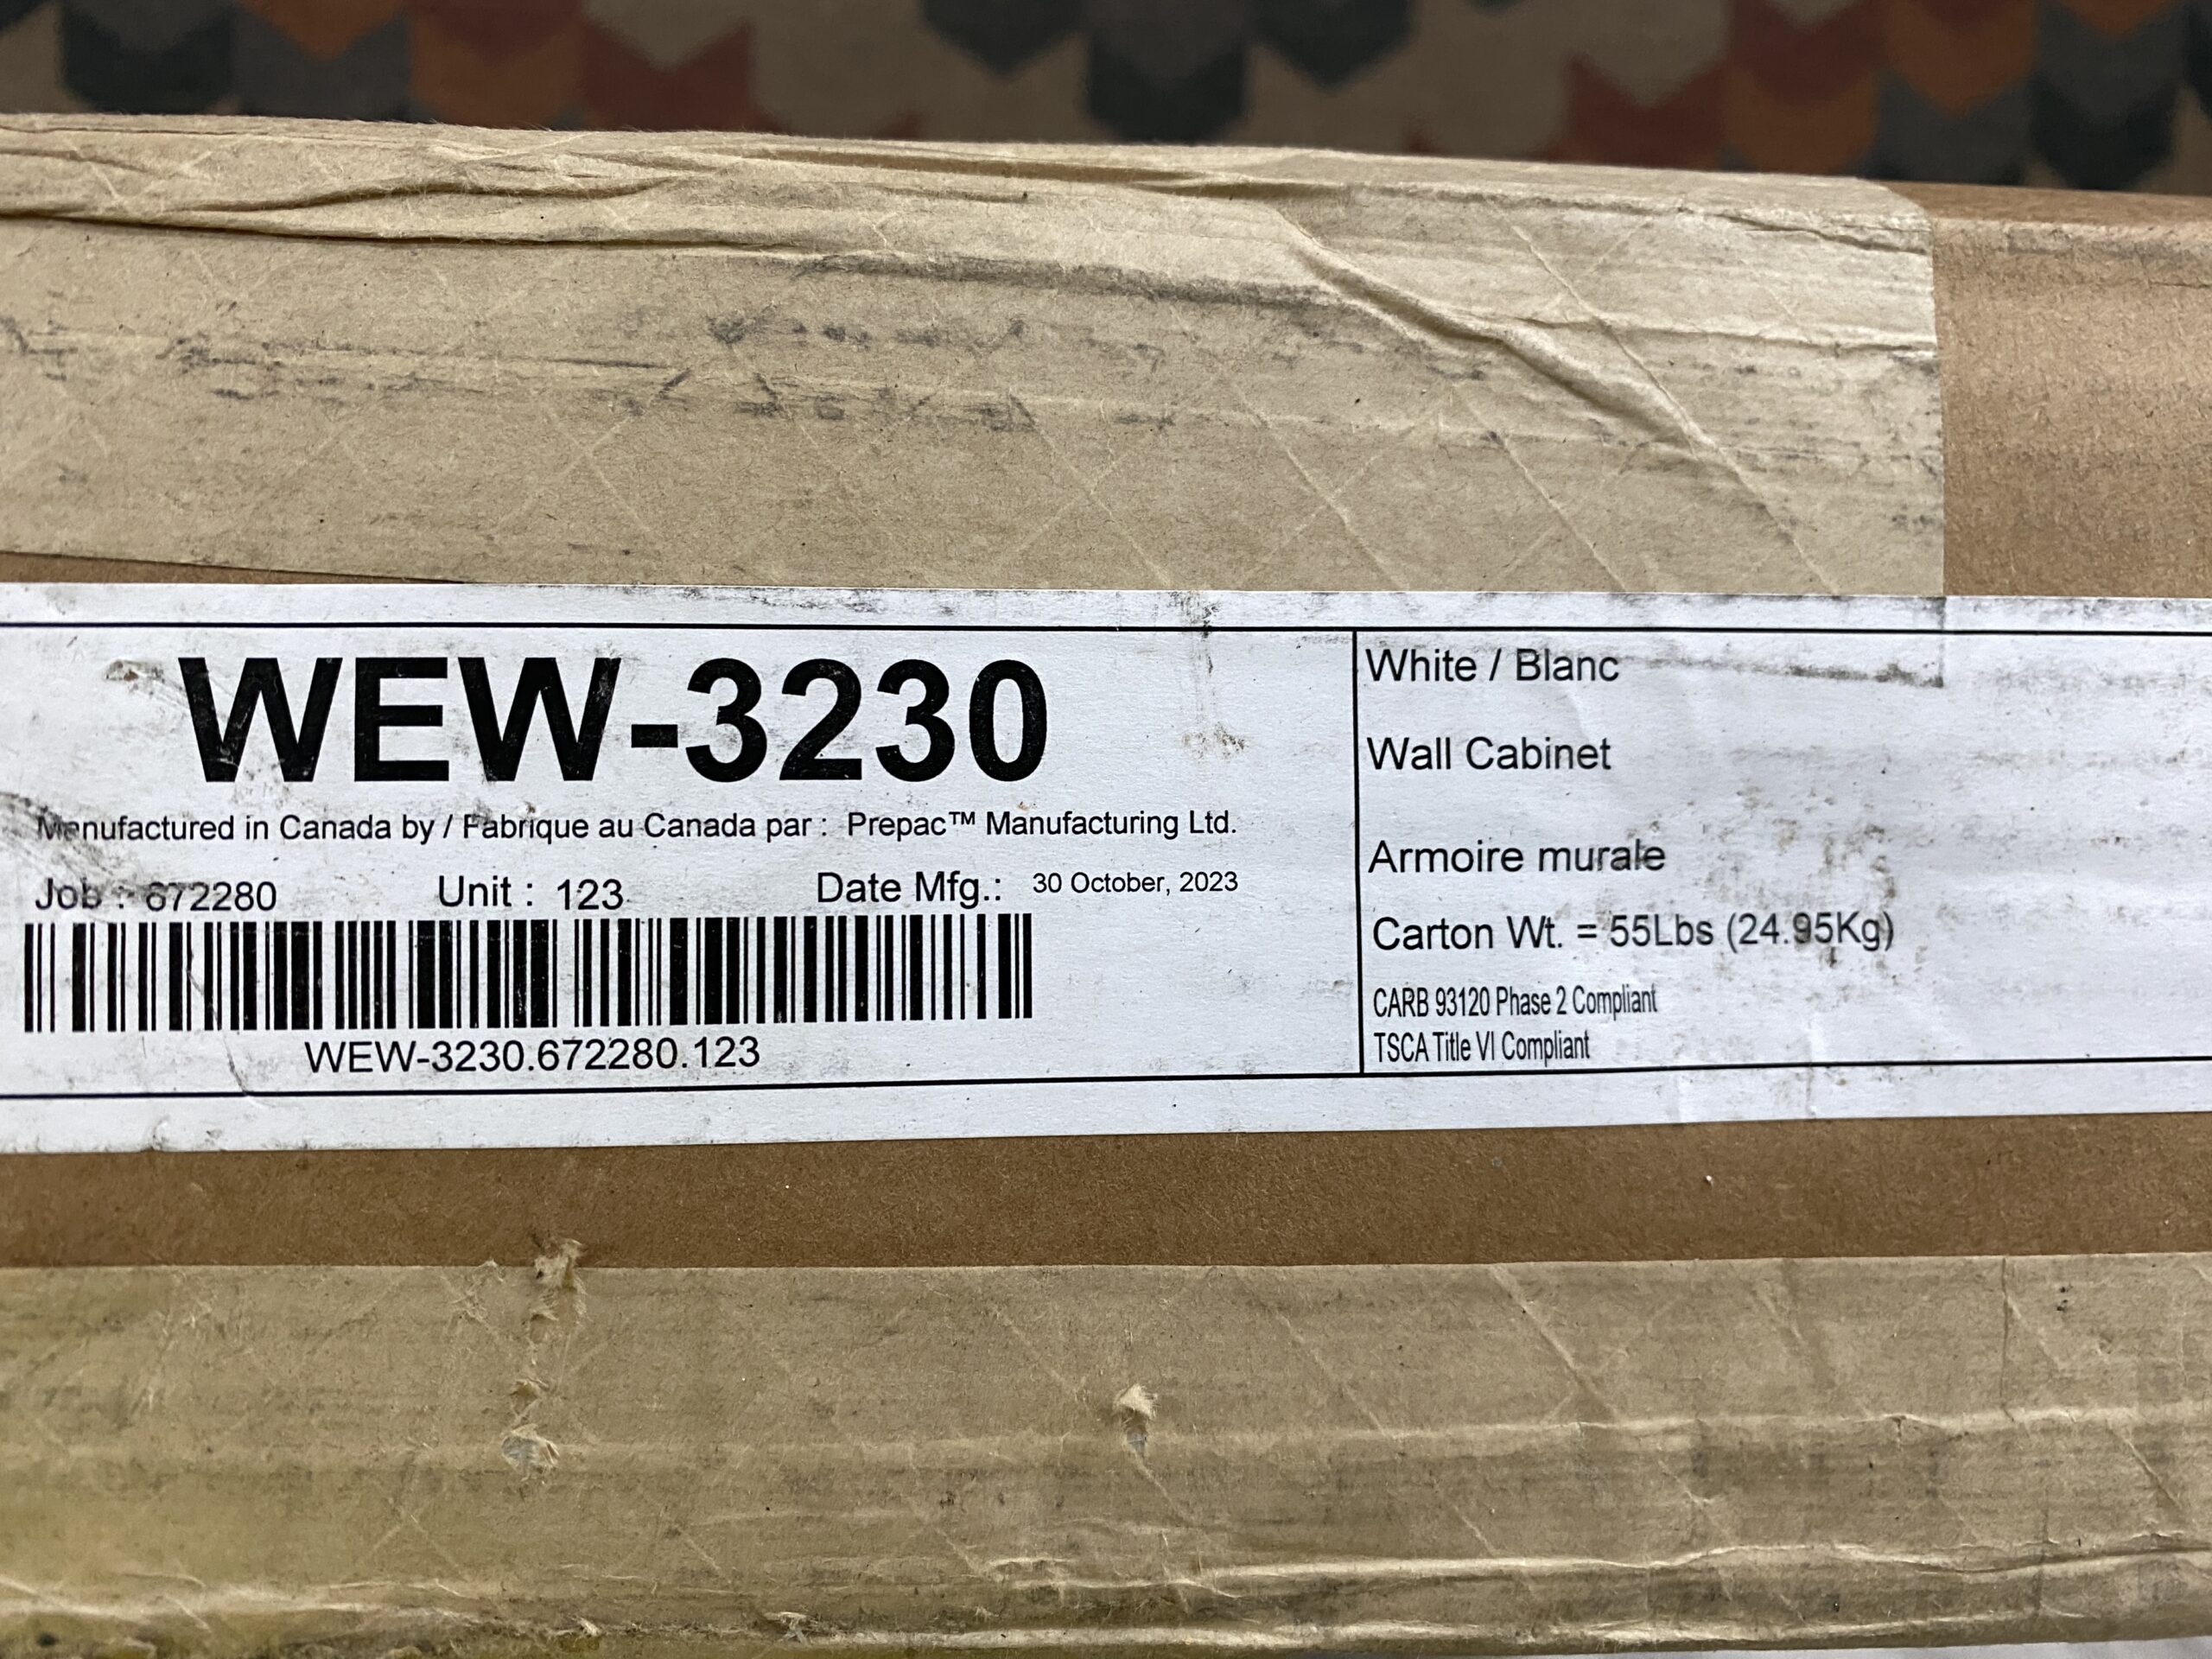 WEW-3230
Manufactured in Canada by / Fabrique au Canada par : Prepac™ Manufacturing Ltd.
Job : 672280 Unit : 123 Date Mfg.: 30 October, 2023
WEW-3230.672280.123
White / Blanc
Wall Cabinet
Armoire murale
Carton Wt. = 55Lbs (24.95Kg)
CARB 93120 Phase 2 Compliant
TSCA Title VI Compliant